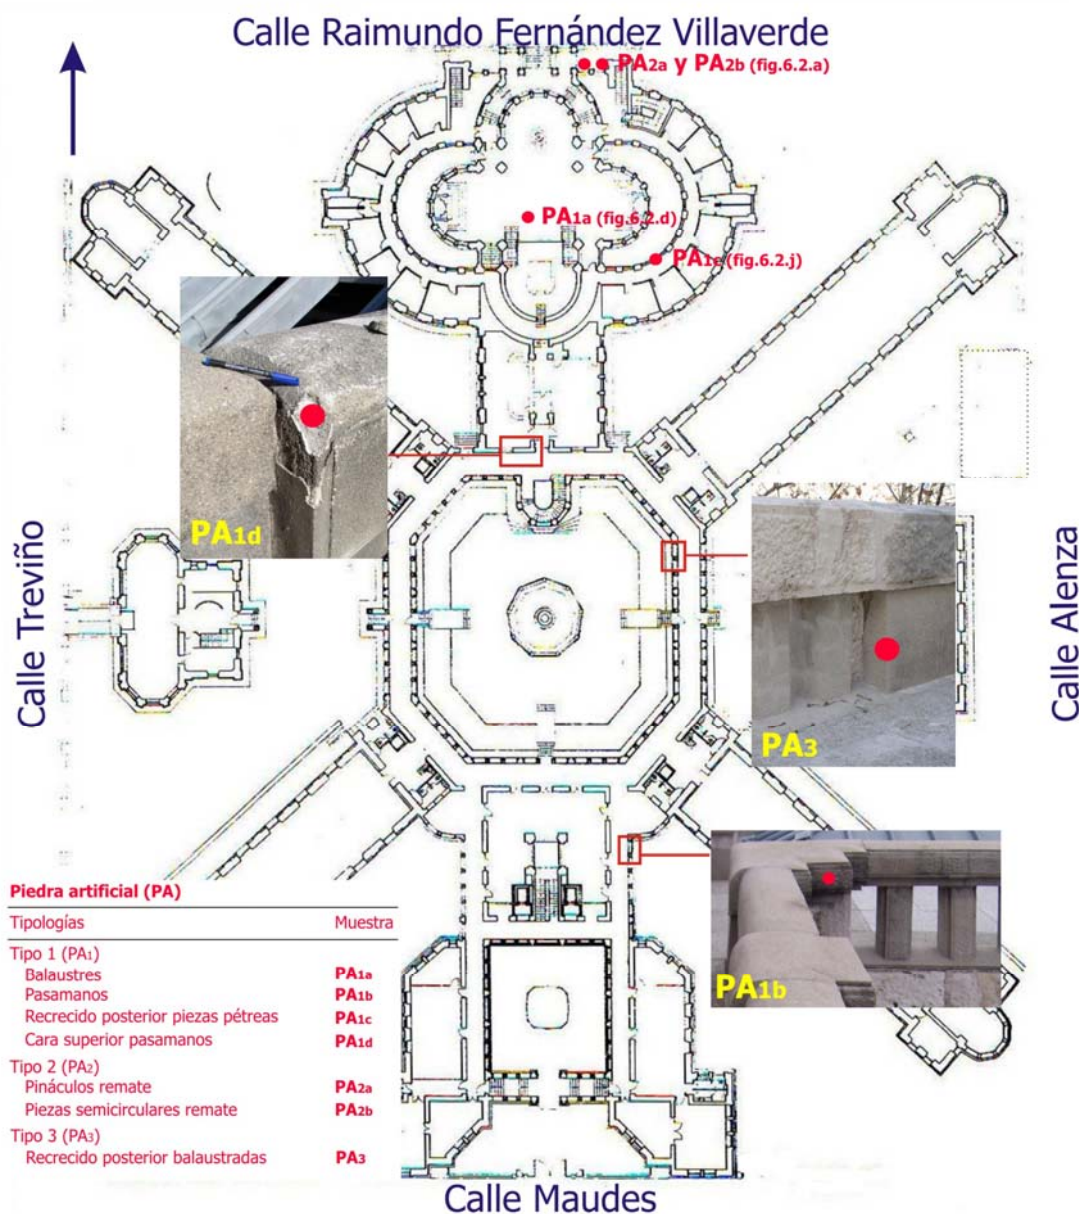 Calle Raimundo Fernández Villaverde
PA2a y PA2b (fig.6.2.a)
PA1a (fig.6.2.d)
PA1c (fig.6.2.j)
PA1d
Calle Treviño
Calle Alenza
PA3
PA1b
Piedra artificial (PA)
Tipologías Muestra
Tipo 1 (PA1)
Balaustres PA1a
Pasamanos PA1b
Recrecido posterior piezas pétreas PA1c
Cara superior pasamanos PA1d
Tipo 2 (PA2)
Pináculos remate PA2a
Piezas semicirculares remate PA2b
Tipo 3 (PA3)
Recrecido posterior balaustradas PA3
Calle Maudes